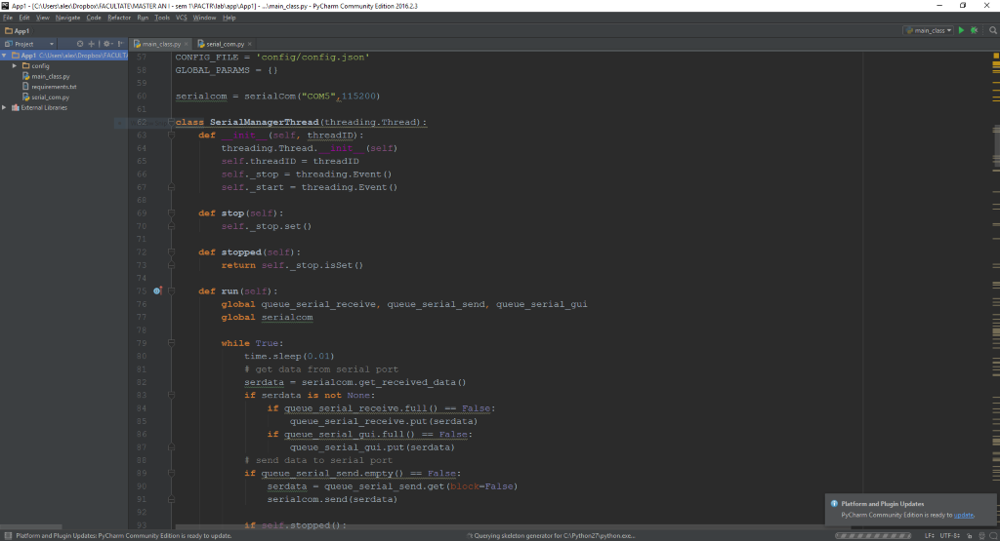 App1 - [C:\Users\alex\Dropbox\FACULTATE\MASTER AN I - sem 1\PACTR\lab\app\App1] - ...\main_class.py - PyCharm Community Edition 2016.2.3
File Edit View Navigate Code Refactor Run Tools VCS Window Help
App1
main_class
Project
main_class.py
serial_com.py
App1 C:\Users\alex\Dropbox\FACULTA
config
main_class.py
requirements.txt
serial_com.py
External Libraries
57 CONFIG_FILE = 'config/config.json'
58 GLOBAL_PARAMS = {}
59
60 serialcom = serialCom("COM5",115200)
61
62 class SerialManagerThread(threading.Thread):
63 def __init__(self, threadID):
64 threading.Thread.__init__(self)
65 self.threadID = threadID
66 self._stop = threading.Event()
67 self._start = threading.Event()
68
69 def stop(self):
70 self._stop.set()
71
72 def stopped(self):
73 return self._stop.isSet()
74
75 def run(self):
76 global queue_serial_receive, queue_serial_send, queue_serial_gui
77 global serialcom
78
79 while True:
80 time.sleep(0.01)
81 # get data from serial port
82 serdata = serialcom.get_received_data()
83 if serdata is not None:
84 if queue_serial_receive.full() == False:
85 queue_serial_receive.put(serdata)
86 if queue_serial_gui.full() == False:
87 queue_serial_gui.put(serdata)
88 # send data to serial port
89 if queue_serial_send.empty() == False:
90 serdata = queue_serial_send.get(block=False)
91 serialcom.send(serdata)
92
93 if self.stopped():
Platform and Plugin Updates
PyCharm Community Edition is ready to update.
Platform and Plugin Updates: PyCharm Community Edition is ready to update.
Querying skeleton generator for C:\Python27\python.exe...
LF÷ UTF-8÷